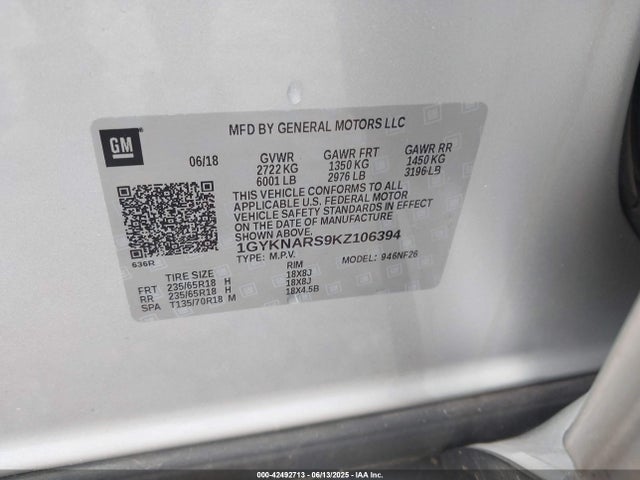 MFD BY GENERAL MOTORS LLC
GM
06/18 GVWR GAWR FRT GAWR RR
2722 KG 1350 KG 1450 KG
6001 LB 2976 LB 3196 LB
THIS VEHICLE CONFORMS TO ALL
APPLICABLE U.S. FEDERAL MOTOR
VEHICLE SAFETY STANDARDS IN EFFECT
ON THE DATE OF MANUFACTURE
1GYKNARS9KZ106394
636R
TYPE: M.P.V. MODEL: 946NF26
TIRE SIZE RIM
FRT 235/65R18 H 18X8J
RR 235/65R18 H 18X8J
SPA T135/70R18 M 18X4.5B
000-42492713 - 06/13/2025 - IAA Inc.